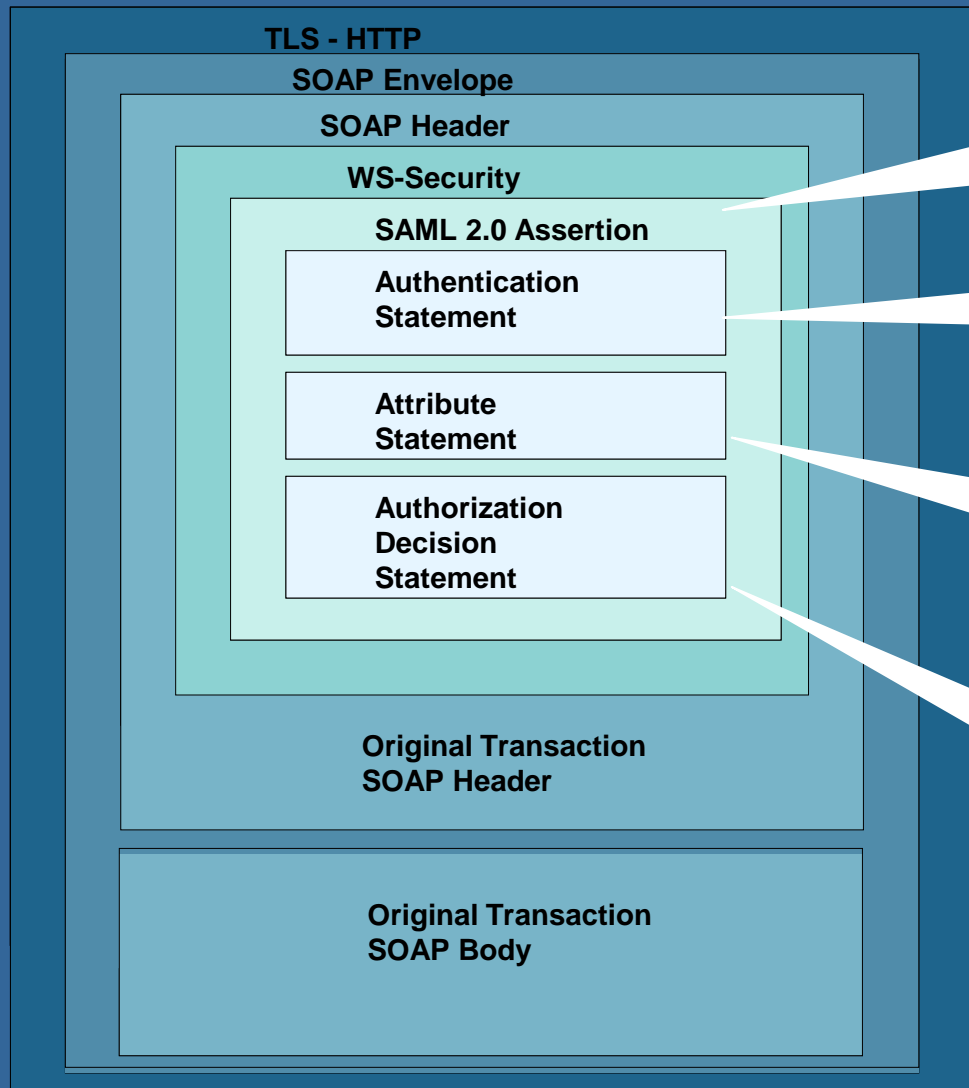 TLS - HTTP
SOAP Envelope
SOAP Header
WS-Security
SAML 2.0 Assertion
Authentication
Statement
Attribute
Statement
Authorization
Decision
Statement
Original Transaction
SOAP Header
Original Transaction
SOAP Body